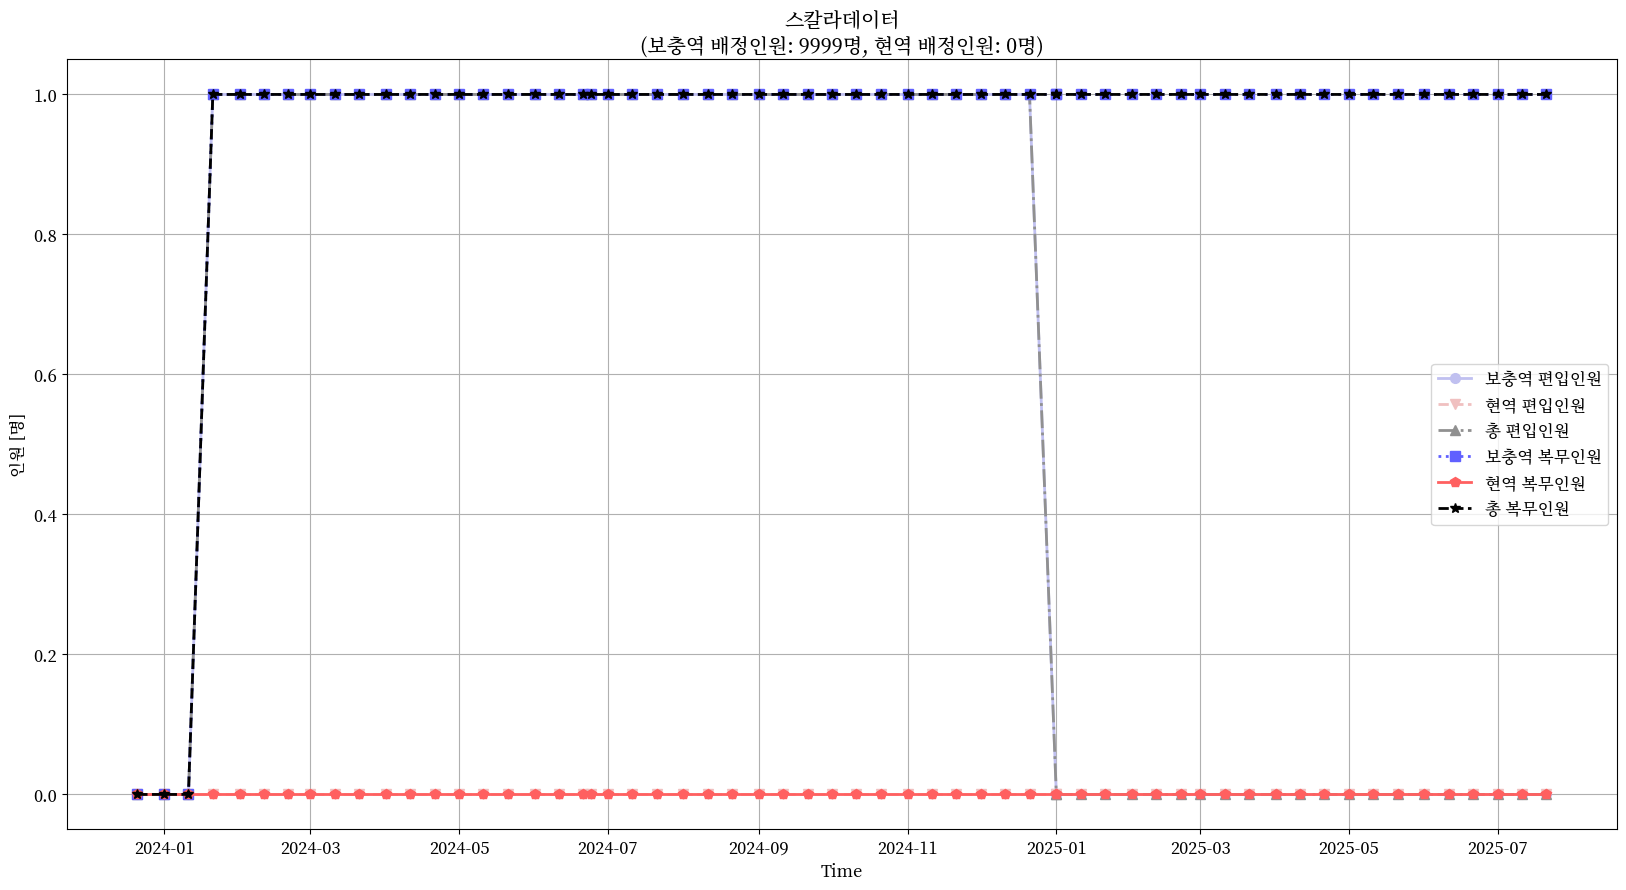 스칼라데이터
(보충역 배정인원: 9999명, 현역 배정인원: 0명)
인원 [명]
1.0
0.8
0.6
0.4
0.2
0.0
보충역 편입인원
현역 편입인원
총 편입인원
보충역 복무인원
현역 복무인원
총 복무인원
2024-01 2024-03 2024-05 2024-07 2024-09 2024-11 2025-01 2025-03 2025-05 2025-07
Time